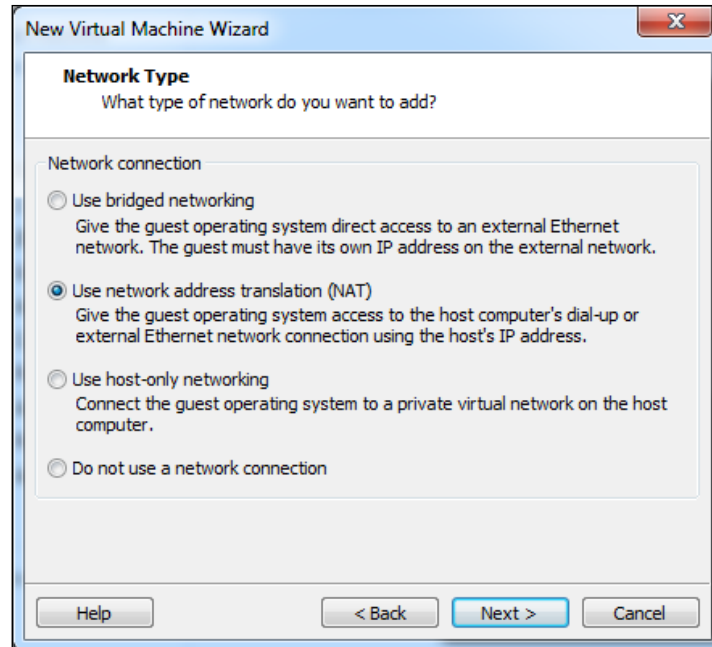 New Virtual Machine Wizard
Network Type
What type of network do you want to add?
Network connection
Use bridged networking
Give the guest operating system direct access to an external Ethernet
network. The guest must have its own IP address on the external network.
Use network address translation (NAT)
Give the guest operating system access to the host computer's dial-up or
external Ethernet network connection using the host's IP address.
Use host-only networking
Connect the guest operating system to a private virtual network on the host
computer.
Do not use a network connection
Help
< Back
Next >
Cancel